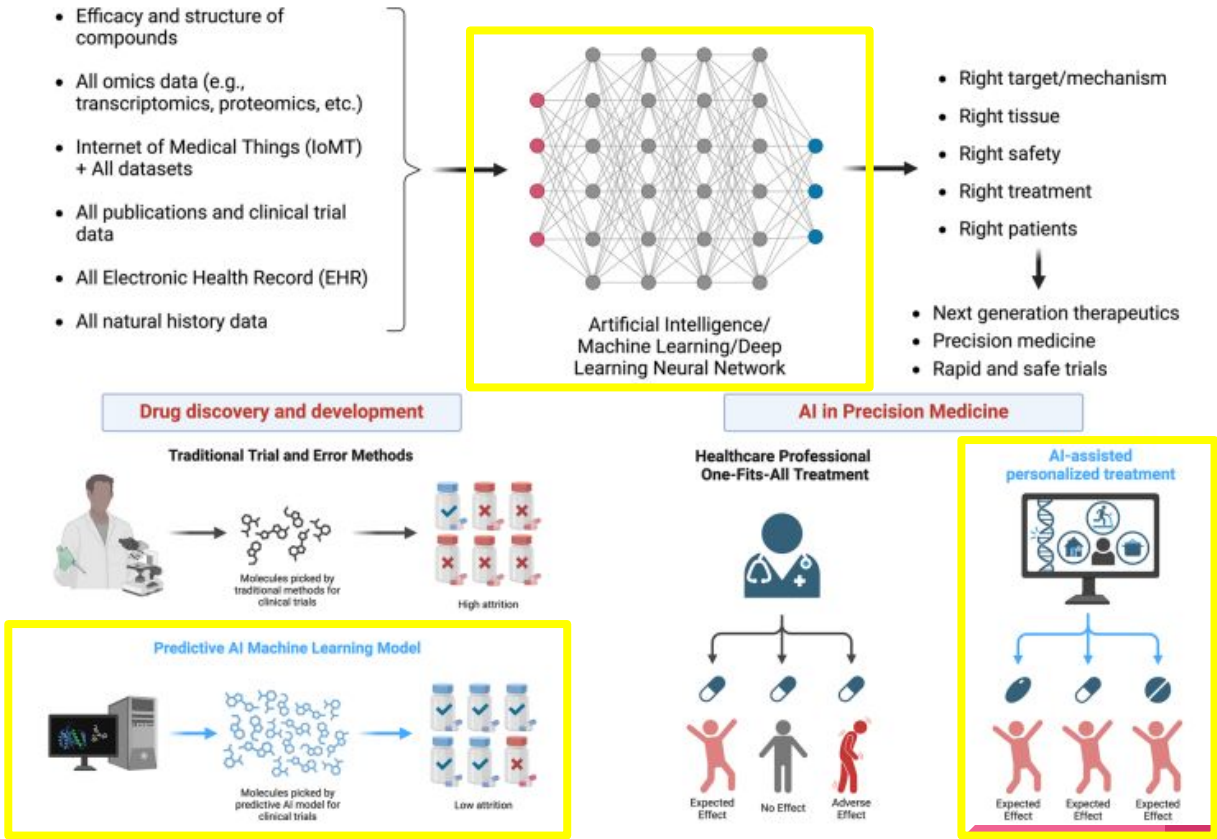 • Efficacy and structure of
compounds
• All omics data (e.g.,
transcriptomics, proteomics, etc.)
• Internet of Medical Things (IoMT)
+ All datasets
• All publications and clinical trial
data
• All Electronic Health Record (EHR)
• All natural history data
Artificial Intelligence/
Machine Learning/Deep
Learning Neural Network
• Right target/mechanism
• Right tissue
• Right safety
• Right treatment
• Right patients
• Next generation therapeutics
• Precision medicine
• Rapid and safe trials
Drug discovery and development
Traditional Trial and Error Methods
Molecules picked by
traditional methods for
clinical trials
High attrition
Predictive AI Machine Learning Model
Molecules picked by
predictive AI model for
clinical trials
Low attrition
AI in Precision Medicine
Healthcare Professional
One-Fits-All Treatment
Expected
Effect
No Effect
Adverse
Effect
AI-assisted
personalized treatment
Expected
Effect
Expected
Effect
Expected
Effect